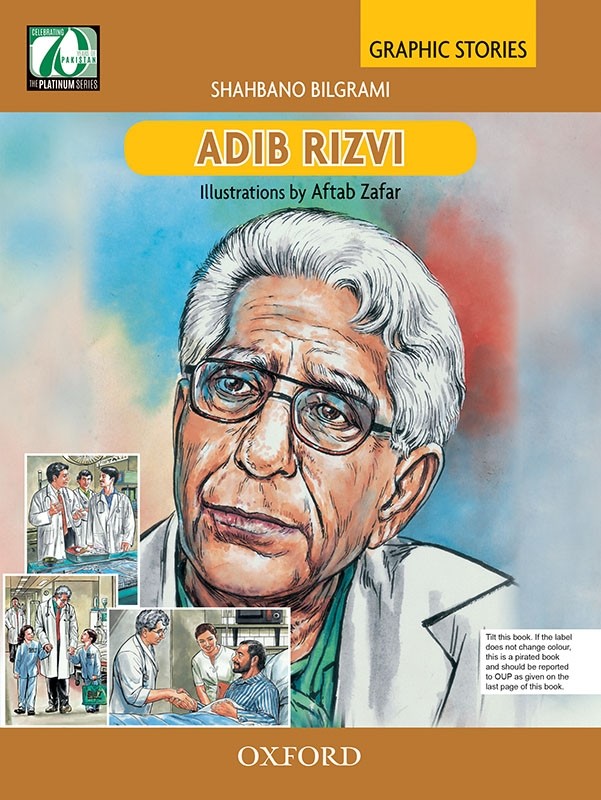 CELEBRATING
70
YEARS OF
PAKISTAN
THE PLATINUM SERIES
GRAPHIC STORIES
SHAHBANO BILGRAMI
ADIB RIZVI
Illustrations by Aftab Zafar
Tilt this book. If the label
does not change colour,
this is a pirated book
and should be reported
to OUP as given on the
last page of this book.
OXFORD